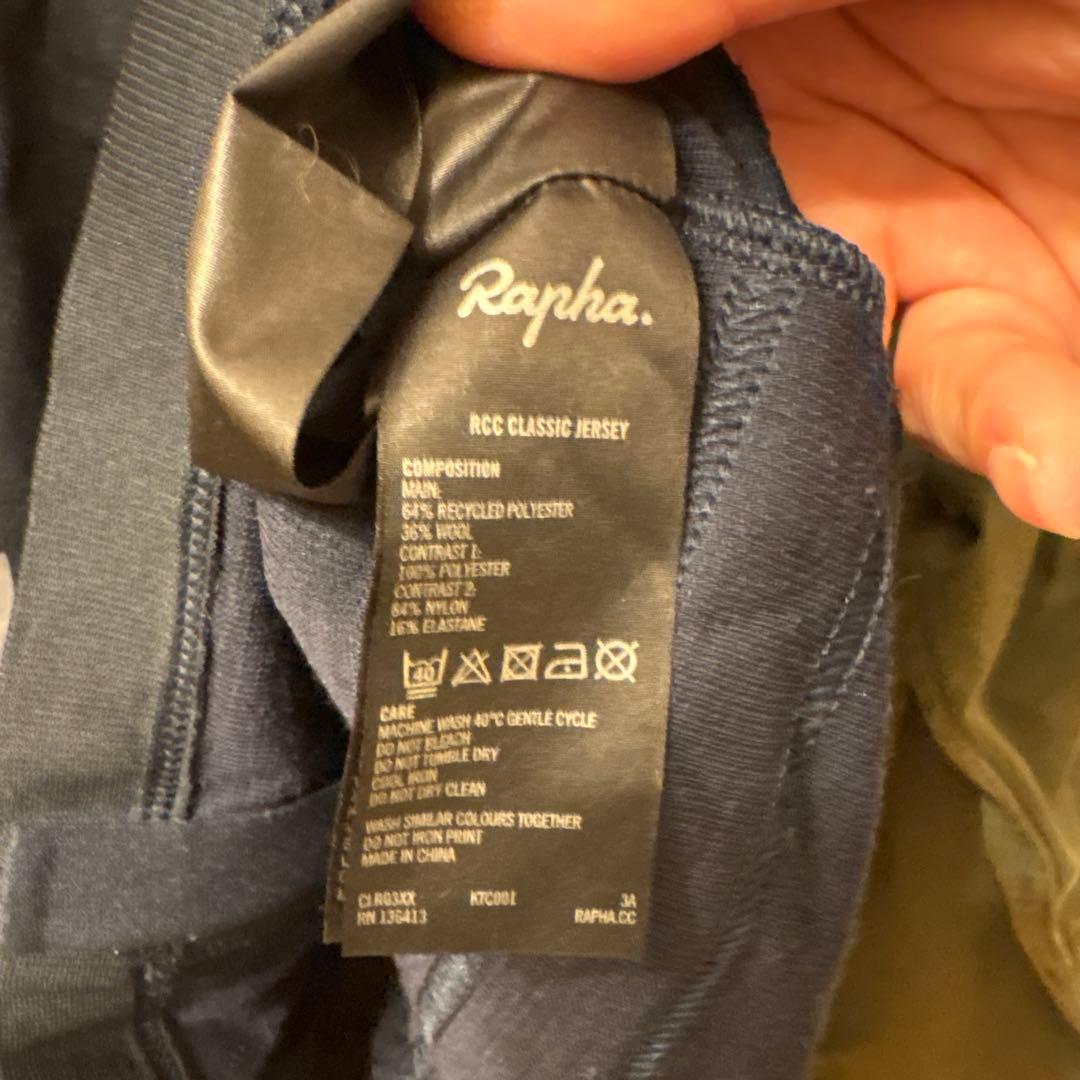 Rapha.
RCC CLASSIC JERSEY
COMPOSITION
MAIN:
64% RECYCLED POLYESTER
36% WOOL
CONTRAST 1:
100% POLYESTER
CONTRAST 2:
84% NYLON
16% ELASTANE
40
CARE
MACHINE WASH 40°C GENTLE CYCLE
DO NOT BLEACH
DO NOT TUMBLE DRY
COOL IRON
DO NOT DRY CLEAN
WASH SIMILAR COLOURS TOGETHER
DO NOT IRON PRINT
MADE IN CHINA
CLR03XX KTC001 3A
RN 136413 RAPHA.CC